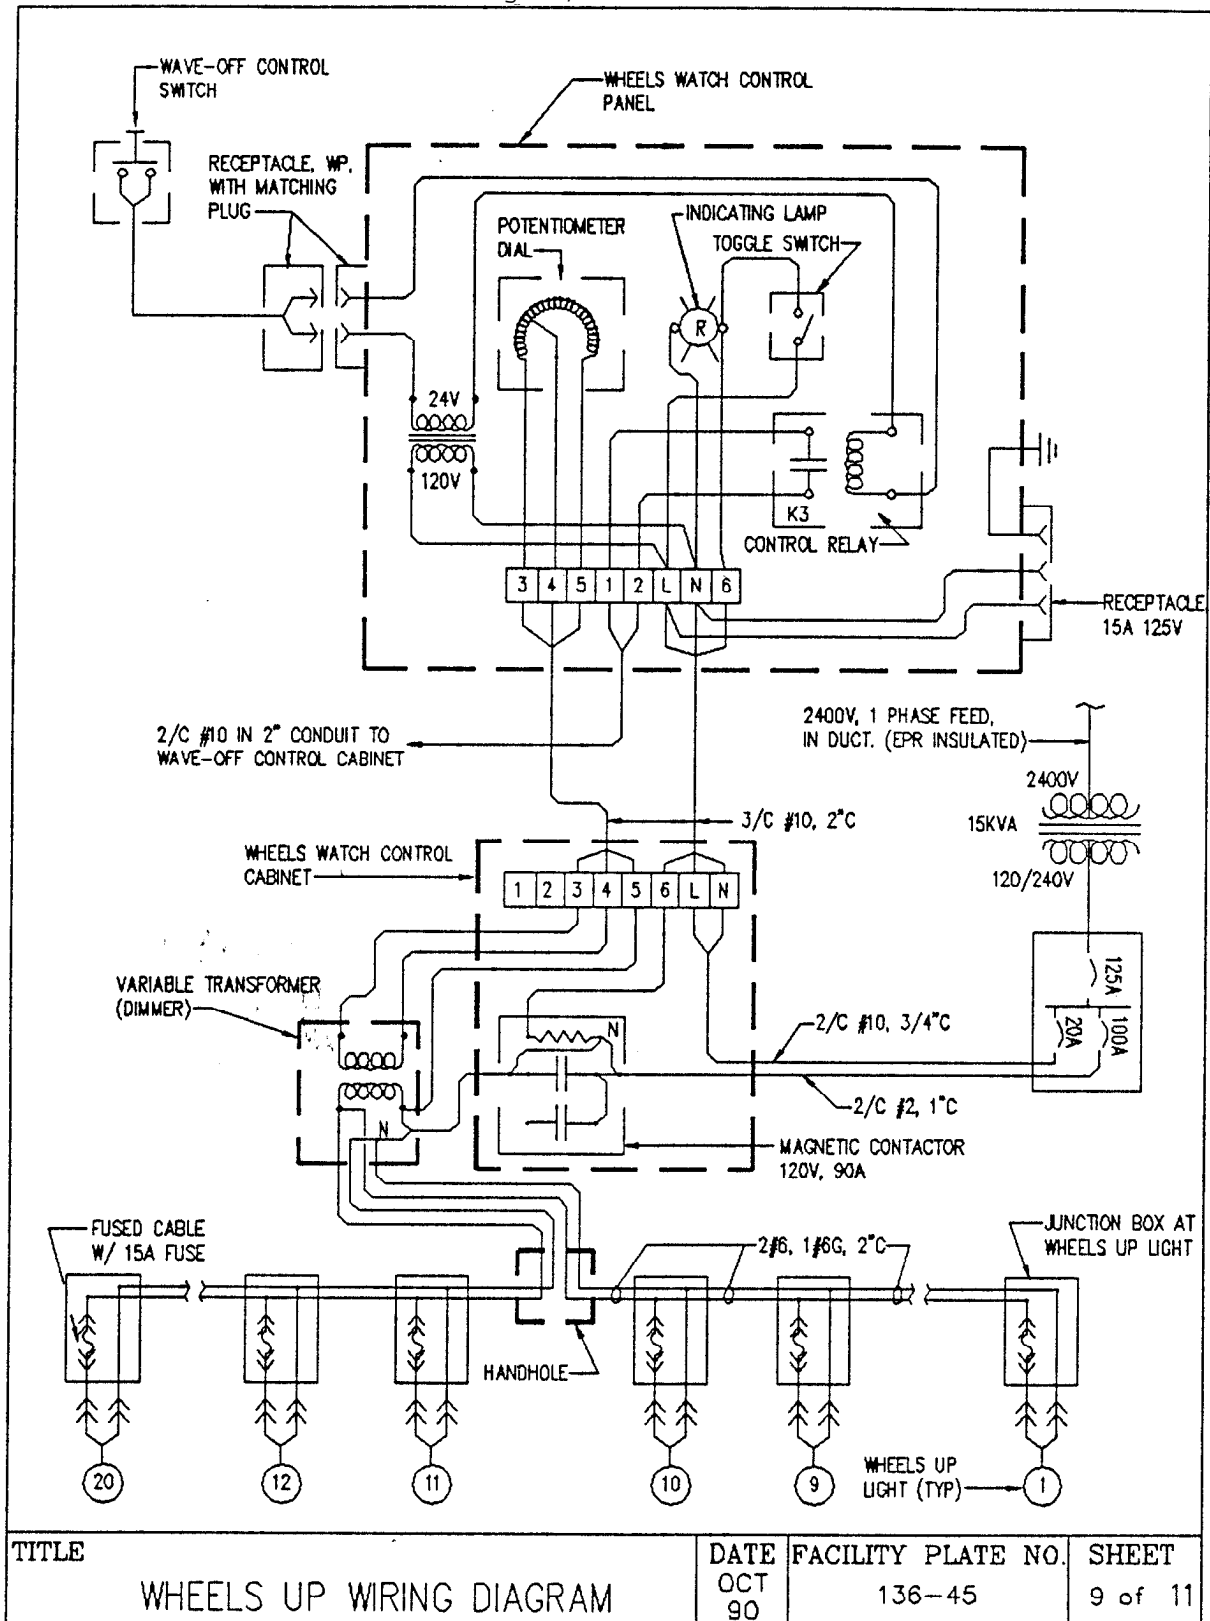 WAVE-OFF CONTROL
SWITCH
WHEELS WATCH CONTROL
PANEL
RECEPTACLE, WP,
WITH MATCHING
PLUG
POTENTIOMETER
DIAL
INDICATING LAMP
TOGGLE SWITCH
R
24V
120V
K3
CONTROL RELAY
3 4 5 1 2 L N 6
RECEPTACLE
15A 125V
2/C #10 IN 2" CONDUIT TO
WAVE-OFF CONTROL CABINET
2400V, 1 PHASE FEED,
IN DUCT. (EPR INSULATED)
2400V
15KVA
120/240V
3/C #10, 2"C
WHEELS WATCH CONTROL
CABINET
1 2 3 4 5 6 L N
VARIABLE TRANSFORMER
(DIMMER)
125A
20A
100A
N
2/C #10, 3/4"C
2/C #2, 1"C
N
MAGNETIC CONTACTOR
120V, 90A
FUSED CABLE
W/ 15A FUSE
2#6, 1#6G, 2"C
JUNCTION BOX AT
WHEELS UP LIGHT
HANDHOLE
20 12 11 10 9 1
WHEELS UP
LIGHT (TYP)
TITLE
WHEELS UP WIRING DIAGRAM
DATE
OCT
90
FACILITY PLATE NO.
136-45
SHEET
9 of 11